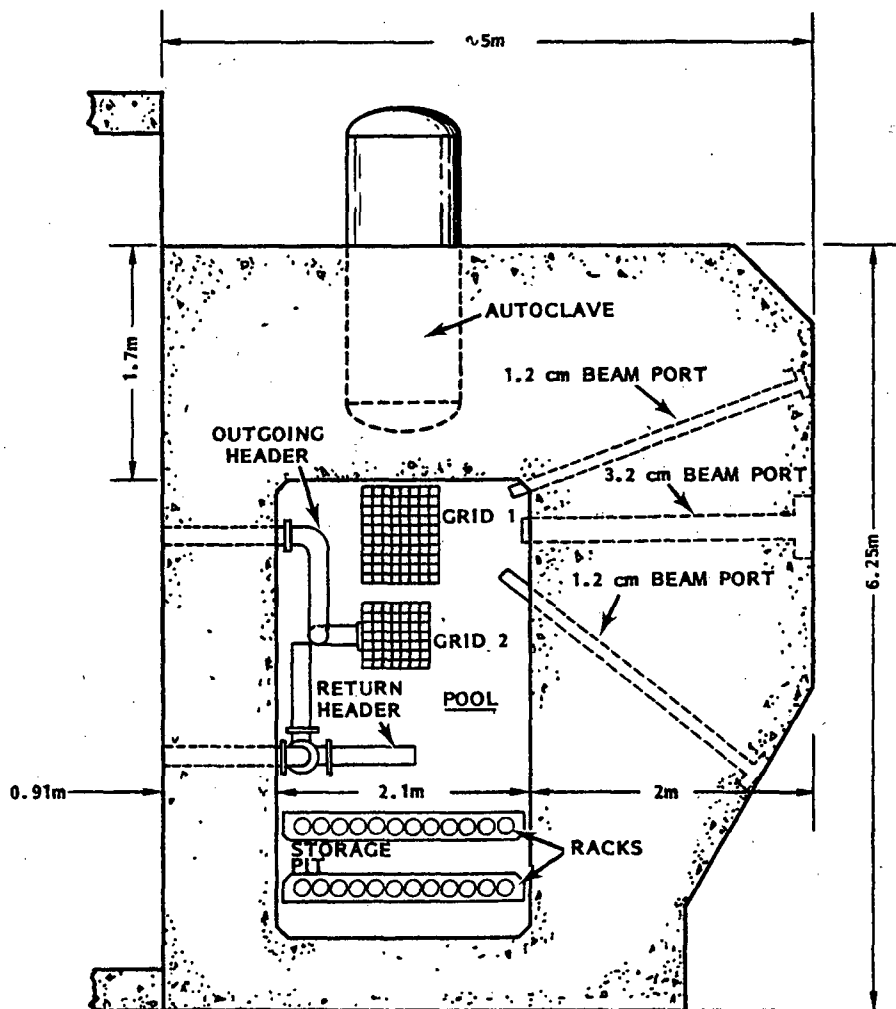 ~5m
AUTOCLAVE
1.7m
1.2 cm BEAM PORT
OUTGOING
HEADER
3.2 cm BEAM PORT
GRID 1
1.2 cm BEAM PORT
6.25m
GRID 2
RETURN
HEADER
POOL
0.91m
2.1m
2m
STORAGE
PIT
RACKS